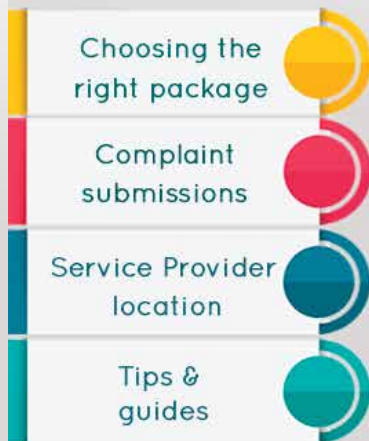 Choosing the
right package
Complaint
submissions
Service Provider
location
Tips &
guides